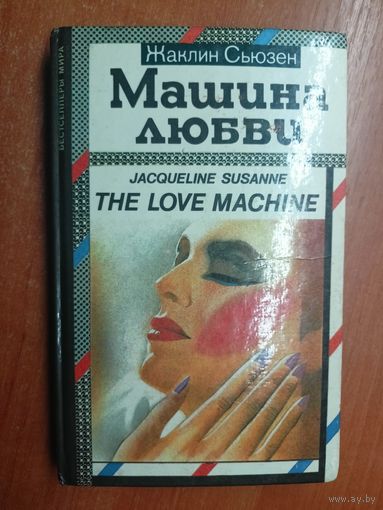 Жаклин Сьюзен
Машина
любви
JACQUELINE SUSANNE
THE LOVE MACHINE
БЕСТСЕЛЛЕРЫ МИРА
www.ay.by